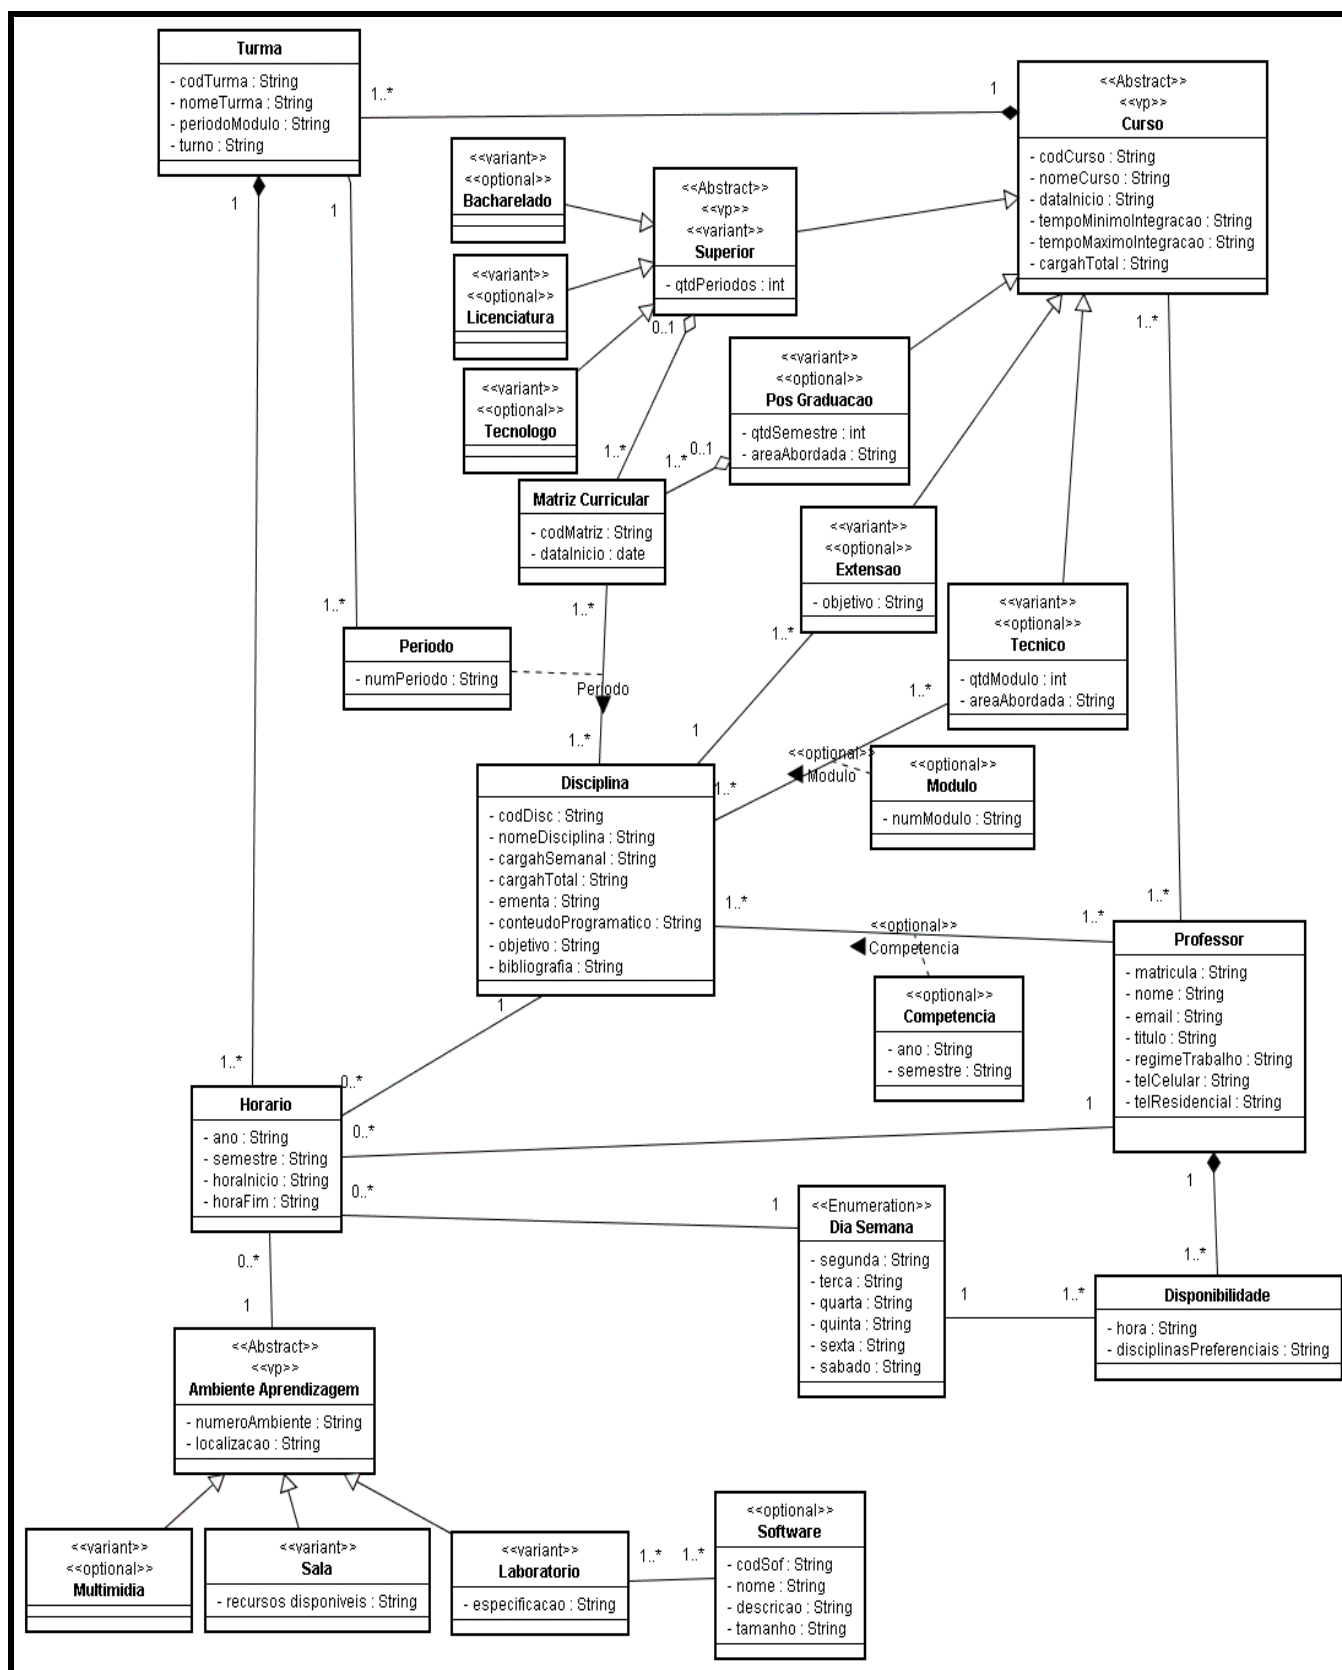 Turma
- codTurma : String
- nomeTurma : String
- periodoModulo : String
- turno : String
1..*
1
<<Abstract>>
<<vp>>
Curso
- codCurso : String
- nomeCurso : String
- dataInicio : String
- tempoMinimoIntegracao : String
- tempoMaximoIntegracao : String
- cargahTotal : String
1
1
<<variant>>
<<optional>>
Bacharelado
<<Abstract>>
<<vp>>
<<variant>>
Superior
- qtdPeriodos : int
<<variant>>
<<optional>>
Licenciatura
0..1
1..*
<<variant>>
<<optional>>
Tecnologo
<<variant>>
<<optional>>
Pos Graduacao
- qtdSemestre : int
- areaAbordada : String
1..*
1..*
0..1
Matriz Curricular
- codMatriz : String
- dataInicio : date
<<variant>>
<<optional>>
Extensao
- objetivo : String
<<variant>>
<<optional>>
Tecnico
- qtdModulo : int
- areaAbordada : String
1..*
1..*
1..*
Periodo
- numPeriodo : String
Periodo
1..*
1..*
1
<<optional>>
Modulo
1..*
<<optional>>
Modulo
- numModulo : String
Disciplina
- codDisc : String
- nomeDisciplina : String
- cargahSemanal : String
- cargahTotal : String
- ementa : String
- conteudoProgramatico : String
- objetivo : String
- bibliografia : String
1..*
<<optional>>
Competencia
1..*
1..*
Professor
- matricula : String
- nome : String
- email : String
- titulo : String
- regimeTrabalho : String
- telCelular : String
- telResidencial : String
<<optional>>
Competencia
- ano : String
- semestre : String
1
1..*
0..*
Horario
- ano : String
- semestre : String
- horaInicio : String
- horaFim : String
0..*
1
0..*
1
1
<<Enumeration>>
Dia Semana
- segunda : String
- terca : String
- quarta : String
- quinta : String
- sexta : String
- sabado : String
1..*
0..*
1
1
1..*
Disponibilidade
- hora : String
- disciplinasPreferenciais : String
<<Abstract>>
<<vp>>
Ambiente Aprendizagem
- numeroAmbiente : String
- localizacao : String
<<variant>>
<<optional>>
Multimidia
<<variant>>
Sala
- recursos disponiveis : String
<<variant>>
Laboratorio
- especificacao : String
1..*
1..*
<<optional>>
Software
- codSof : String
- nome : String
- descricao : String
- tamanho : String